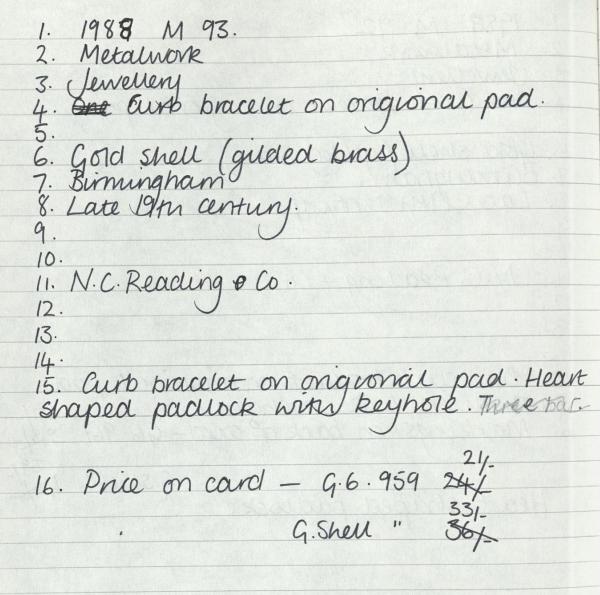 1. 1988 M 93.
2. Metalwork
3. Jewellery
4. One Curb bracelet on origional pad.
5.
6. Gold shell (gilded brass)
7. Birmingham
8. Late 19th century.
9.
10.
11. N.C. Reading & Co.
12.
13.
14.
15. Curb bracelet on origional pad. Heart
shaped padlock with keyhole. Three bar.
21/-
16. Price on card — G.6.959 24/-
33/-
G.Shell " 36/-